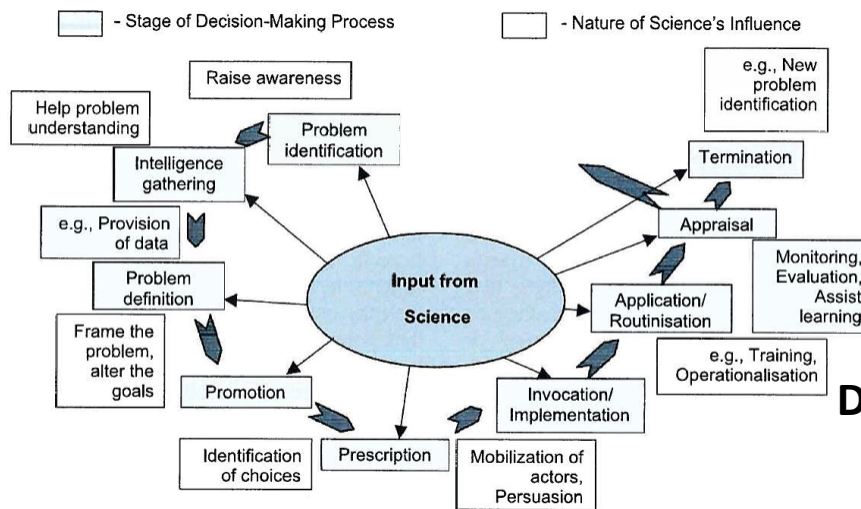 - Stage of Decision-Making Process
- Nature of Science's Influence
Raise awareness
e.g., New
problem
identification
Help problem
understanding
Problem
identification
Intelligence
gathering
Termination
e.g., Provision
of data
Appraisal
Problem
definition
Input from
Science
Monitoring,
Evaluation,
Assist
learning
Application/
Routinisation
Frame the
problem,
alter the
goals
e.g., Training,
Operationalisation
Promotion
Invocation/
Implementation
D
Identification
of choices
Prescription
Mobilization of
actors,
Persuasion